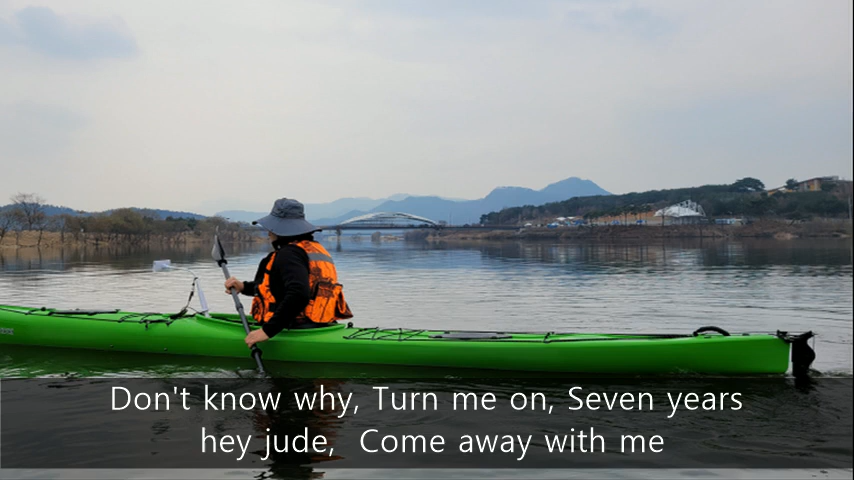 Don't know why, Turn me on, Seven years
hey jude, Come away with me